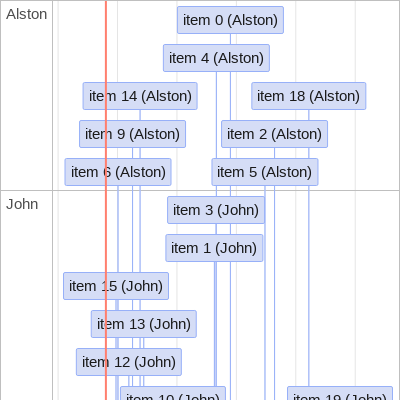 Alston
item 0 (Alston)
item 4 (Alston)
item 14 (Alston)
item 18 (Alston)
item 9 (Alston)
item 2 (Alston)
item 6 (Alston)
item 5 (Alston)
John
item 3 (John)
item 1 (John)
item 15 (John)
item 13 (John)
item 12 (John)
item 10 (John)
item 19 (John)